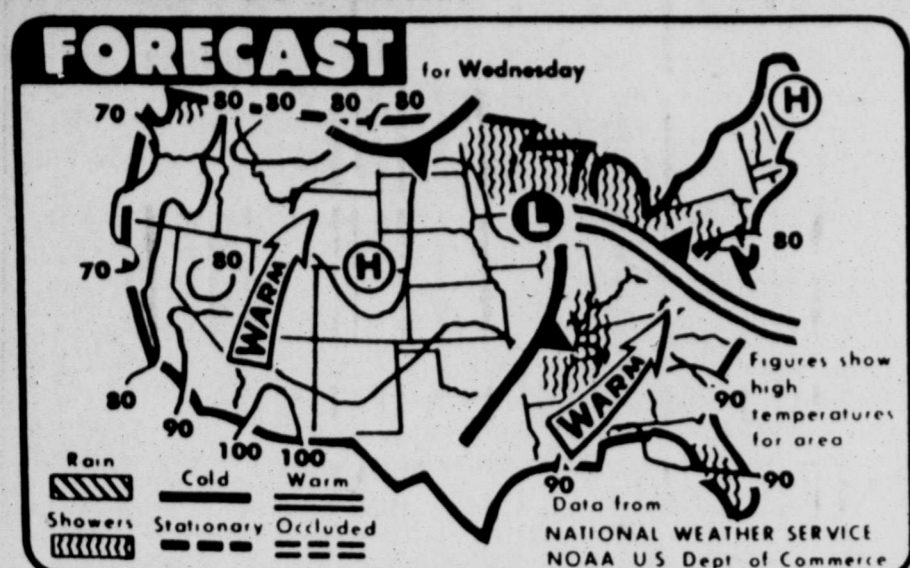 FORECAST for Wednesday
H
70 80 80 80 80
L
80
70 80 H
WARM
WARM
80
90
100 100
90
90
90
Figures show
high
temperatures
for area
Rain
Cold Warm
Showers Stationary Occluded
Data from
NATIONAL WEATHER SERVICE
NOAA US Dept of Commerce